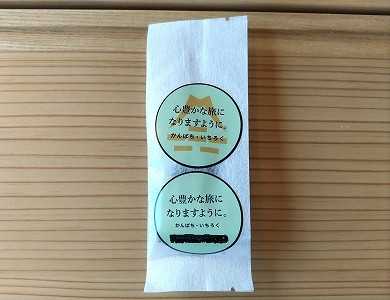 心豊かな旅に
なりますように。
かんぱち・いちろく
心豊かな旅に
なりますように。
かんぱち・いちろく